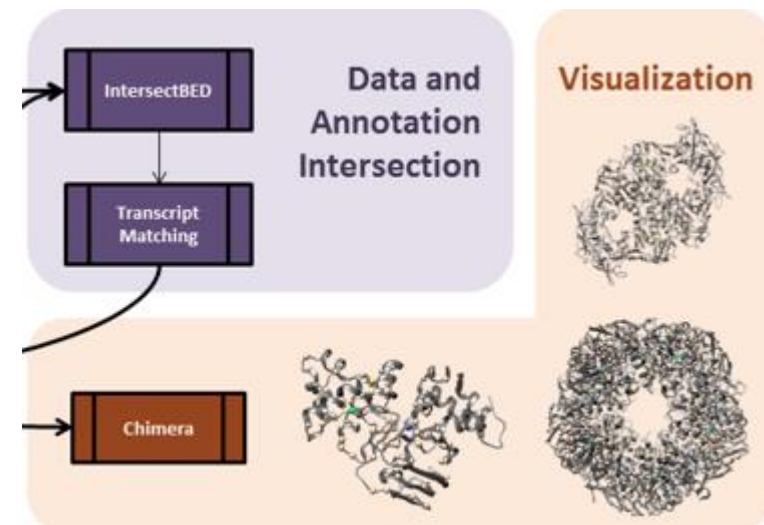 IntersectBED
Data and
Annotation
Intersection
Transcript
Matching
Visualization
Chimera